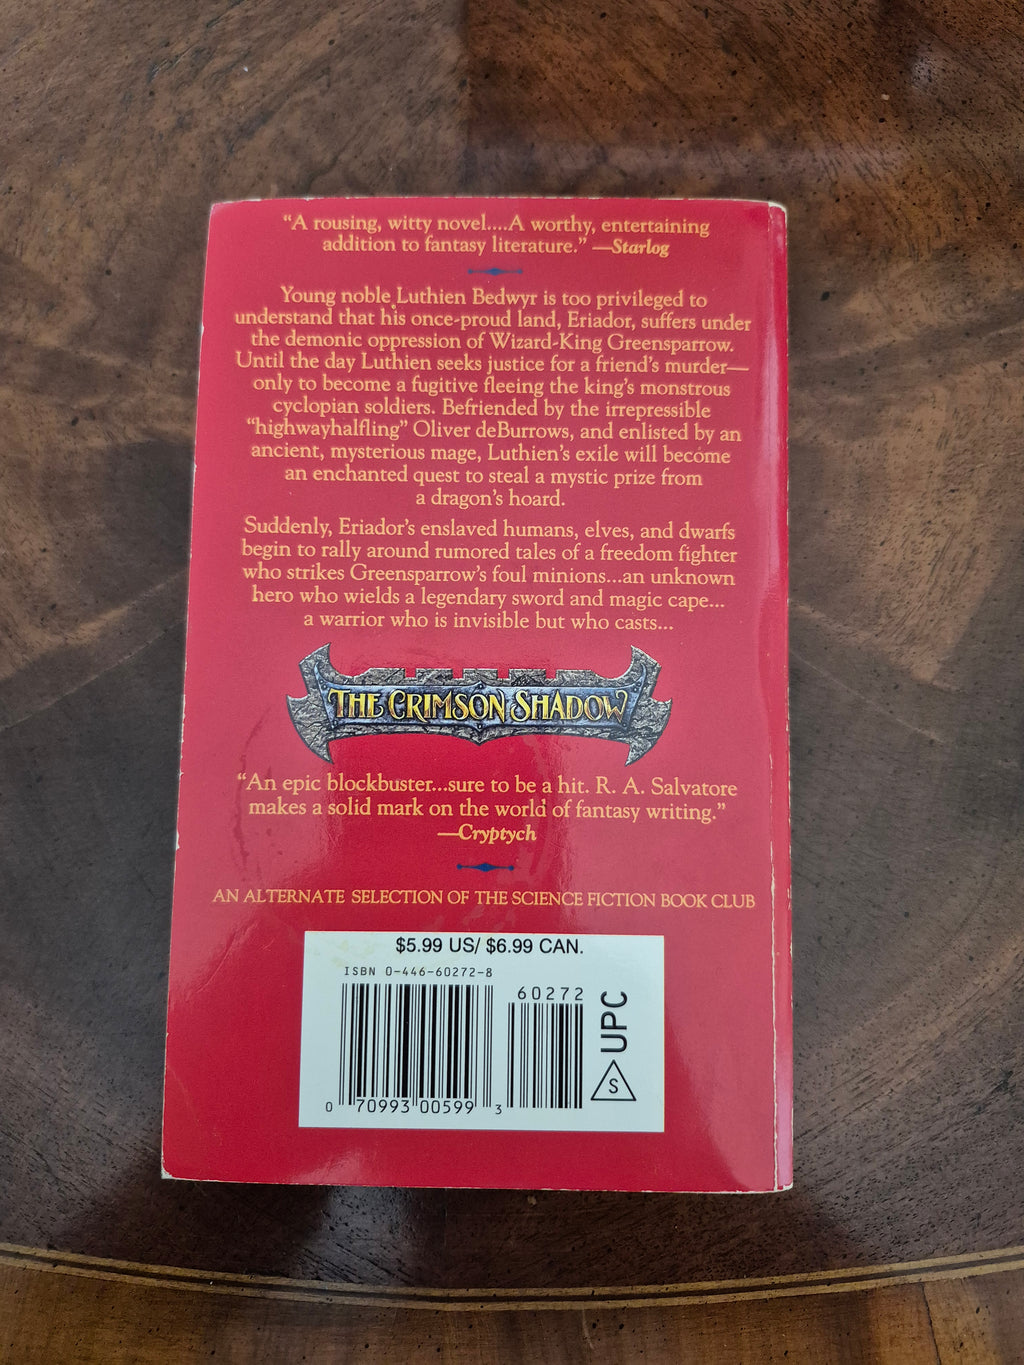 “A rousing, witty novel....A worthy, entertaining
addition to fantasy literature.” —Starlog
Young noble Luthien Bedwyr is too privileged to
understand that his once-proud land, Eriador, suffers under
the demonic oppression of Wizard-King Greensparrow.
Until the day Luthien seeks justice for a friend’s murder—
only to become a fugitive fleeing the king’s monstrous
cyclopian soldiers. Befriended by the irrepressible
“highwayhalfling” Oliver deBurrows, and enlisted by an
ancient, mysterious mage, Luthien’s exile will become
an enchanted quest to steal a mystic prize from
a dragon’s hoard.
Suddenly, Eriador’s enslaved humans, elves, and dwarfs
begin to rally around rumored tales of a freedom fighter
who strikes Greensparrow’s foul minions...an unknown
hero who wields a legendary sword and magic cape...
a warrior who is invisible but who casts...
THE CRIMSON SHADOW
“An epic blockbuster...sure to be a hit. R. A. Salvatore
makes a solid mark on the world of fantasy writing.”
—Cryptych
AN ALTERNATE SELECTION OF THE SCIENCE FICTION BOOK CLUB
$5.99 US/ $6.99 CAN.
ISBN 0-446-60272-8
60272
0 70993 00599 3
UPC
S